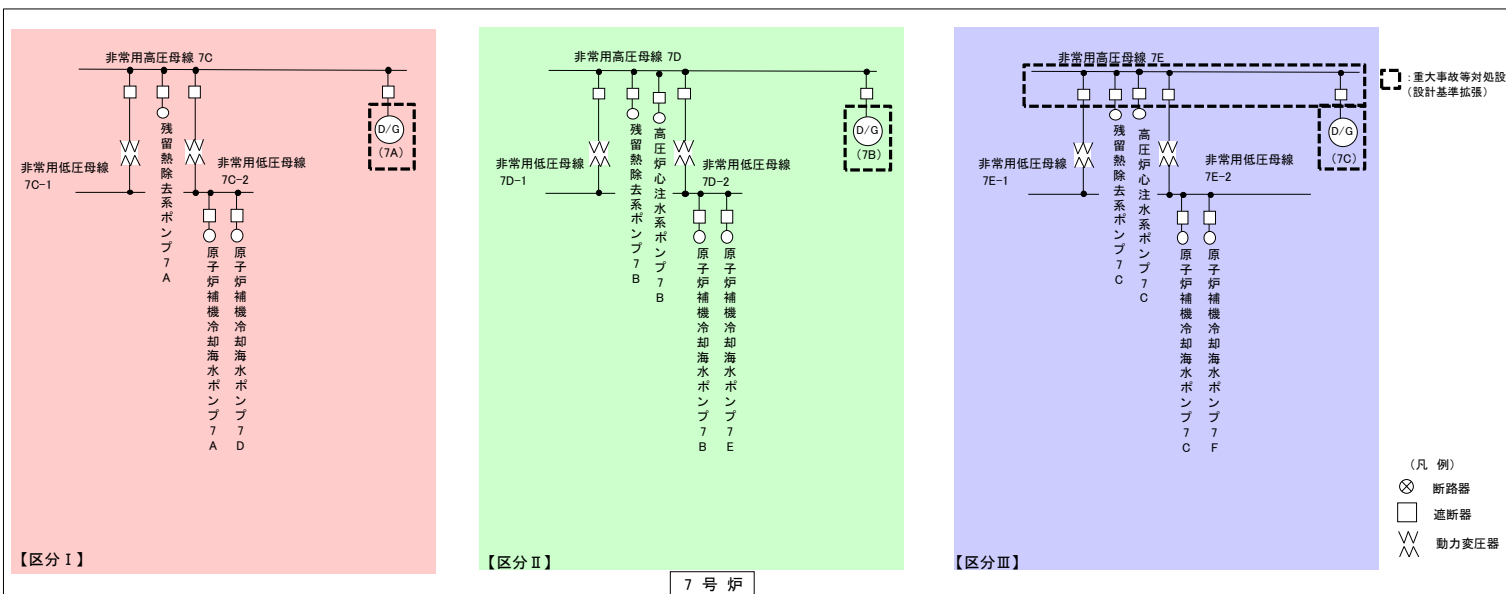 非常用高圧母線 7C
D/G
(7A)
残留熱除去系ポンプ7A
非常用低圧母線
7C-1
非常用低圧母線
7C-2
原子炉補機冷却海水ポンプ7A
原子炉補機冷却海水ポンプ7D
【区分Ⅰ】
非常用高圧母線 7D
D/G
(7B)
残留熱除去系ポンプ7B
高圧炉心注水系ポンプ7B
非常用低圧母線
7D-1
非常用低圧母線
7D-2
原子炉補機冷却海水ポンプ7B
原子炉補機冷却海水ポンプ7E
【区分Ⅱ】
非常用高圧母線 7E
D/G
(7C)
残留熱除去系ポンプ7C
高圧炉心注水系ポンプ7C
非常用低圧母線
7E-1
非常用低圧母線
7E-2
原子炉補機冷却海水ポンプ7C
原子炉補機冷却海水ポンプ7F
【区分Ⅲ】
:重大事故等対処設
(設計基準拡張)
(凡 例)
断路器
遮断器
動力変圧器
7 号 炉